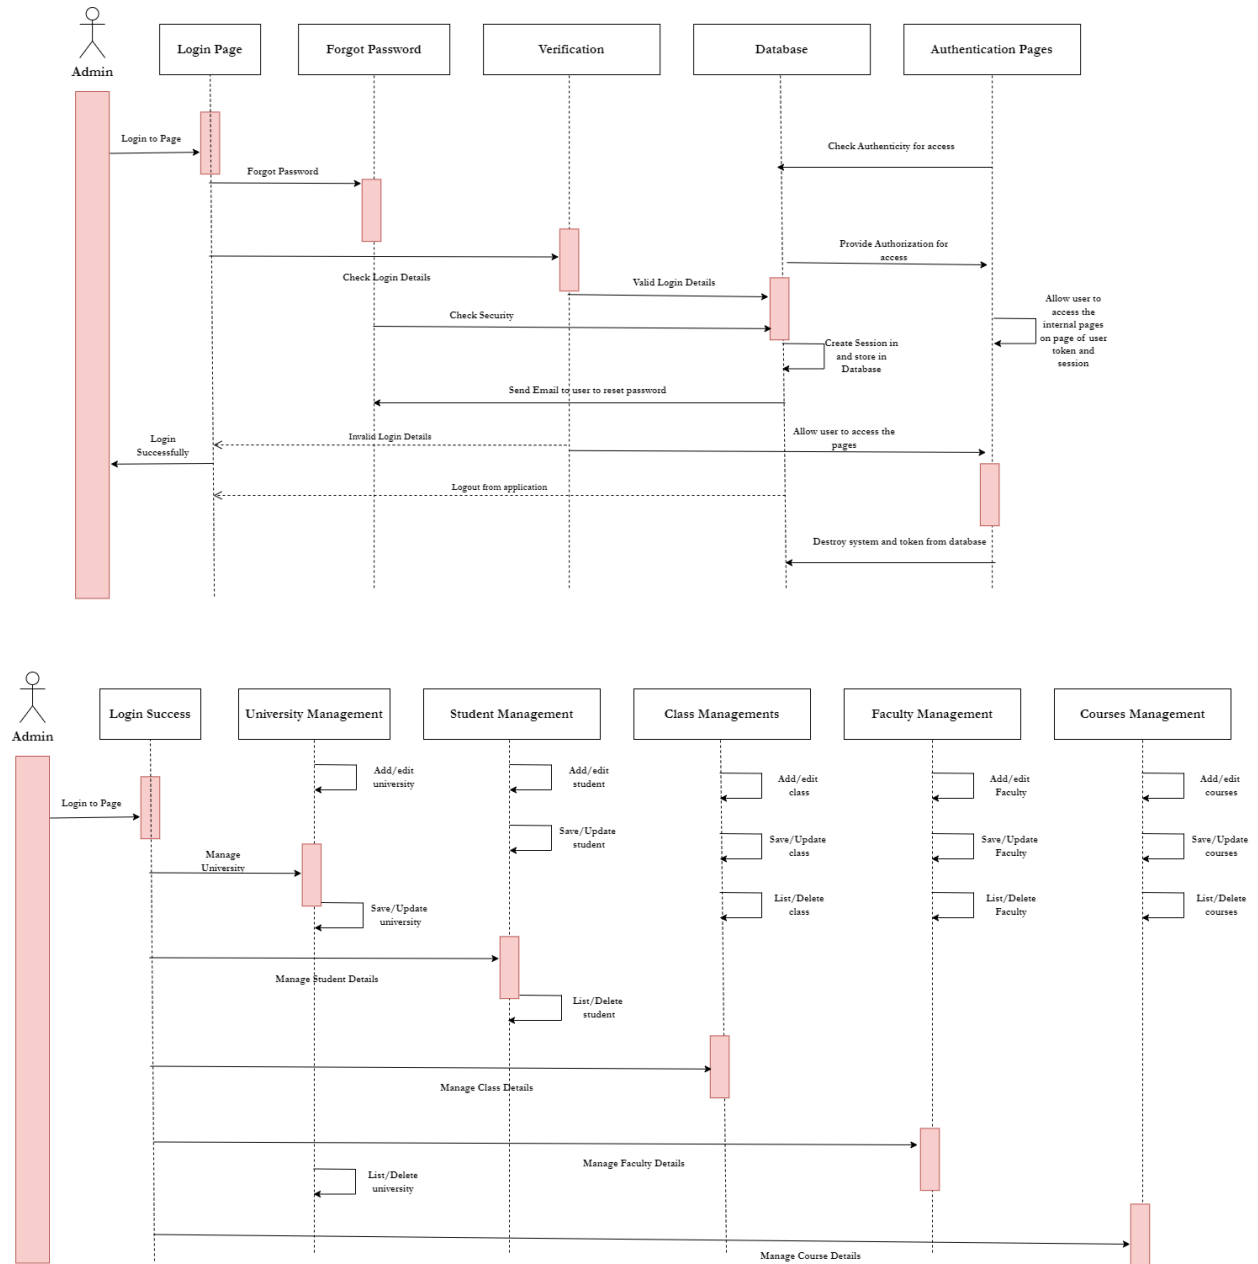 Admin
Login Page
Forgot Password
Verification
Database
Authentication Pages
Login to Page
Check Authenticity for access
Forgot Password
Provide Authorization for
access
Check Login Details
Valid Login Details
Allow user to
access the
internal pages
on page of user
token and
session
Check Security
Create Session in
and store in
Database
Send Email to user to reset password
Login
Successfully
Invalid Login Details
Allow user to access the
pages
Logout from application
Destroy system and token from database
Admin
Login Success
University Management
Student Management
Class Managements
Faculty Management
Courses Management
Add/edit
university
Add/edit
student
Add/edit
class
Add/edit
Faculty
Add/edit
courses
Login to Page
Save/Update
student
Save/Update
class
Save/Update
Faculty
Save/Update
courses
Manage
University
Save/Update
university
List/Delete
class
List/Delete
Faculty
List/Delete
courses
Manage Student Details
List/Delete
student
Manage Class Details
Manage Faculty Details
List/Delete
university
Manage Course Details